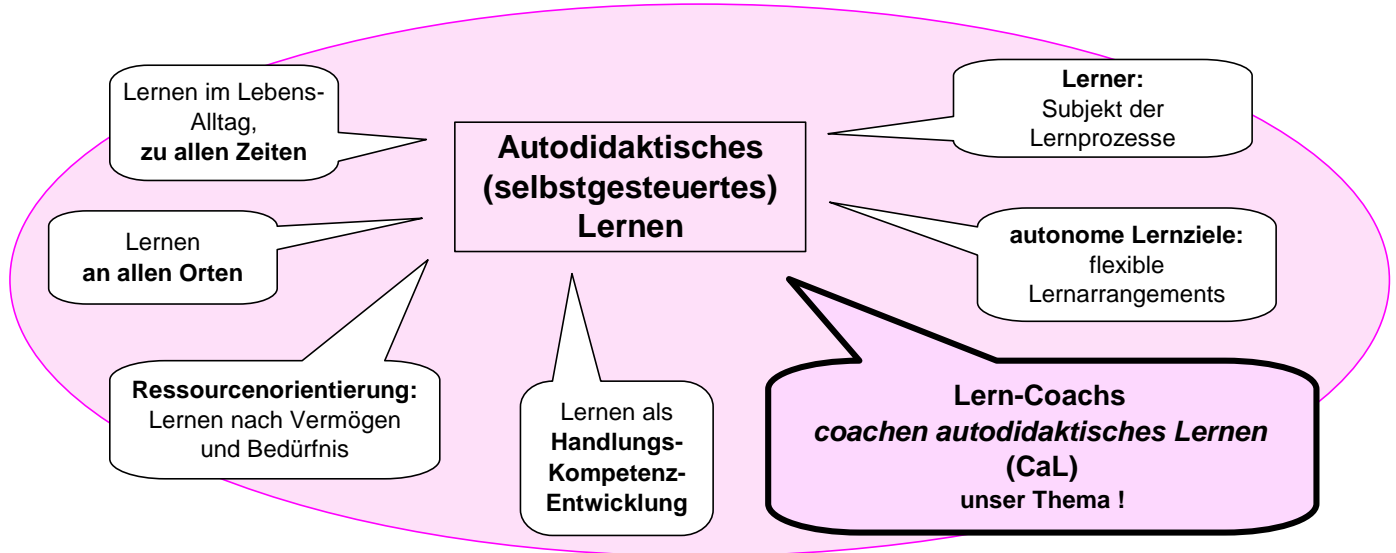 Lernen im Lebens-
Alltag,
zu allen Zeiten
Lerner:
Subjekt der
Lernprozesse
Autodidaktisches
(selbstgesteuertes)
Lernen
Lernen
an allen Orten
autonome Lernziele:
flexible
Lernarrangements
Ressourcenorientierung:
Lernen nach Vermögen
und Bedürfnis
Lernen als
Handlungs-
Kompetenz-
Entwicklung
Lern-Coachs
coachen autodidaktisches Lernen
(CaL)
unser Thema !